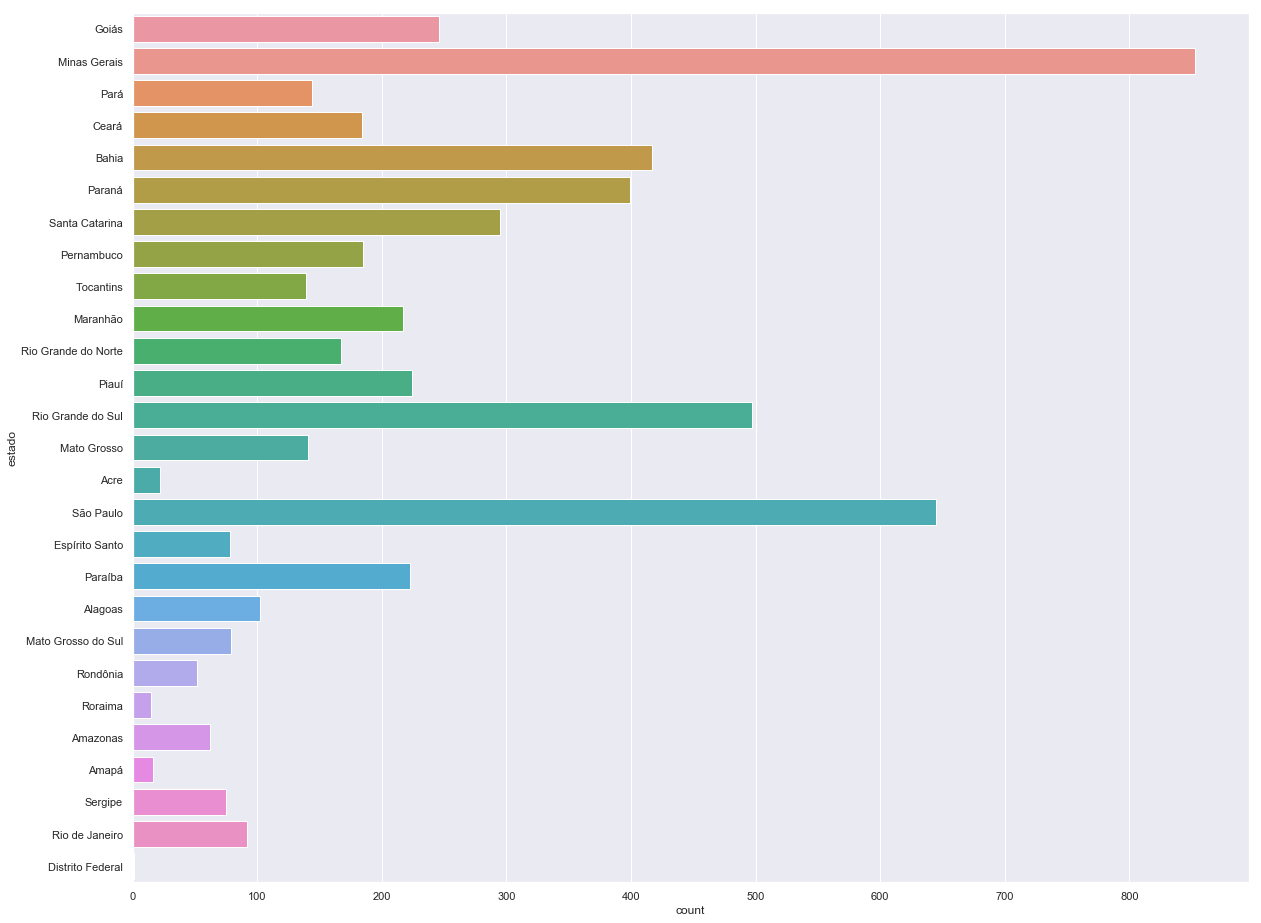 Goiás
Minas Gerais
Pará
Ceará
Bahia
Paraná
Santa Catarina
Pernambuco
Tocantins
Maranhão
Rio Grande do Norte
Piauí
Rio Grande do Sul
estado
Mato Grosso
Acre
São Paulo
Espírito Santo
Paraíba
Alagoas
Mato Grosso do Sul
Rondônia
Roraima
Amazonas
Amapá
Sergipe
Rio de Janeiro
Distrito Federal
0 100 200 300 400 500 600 700 800
count